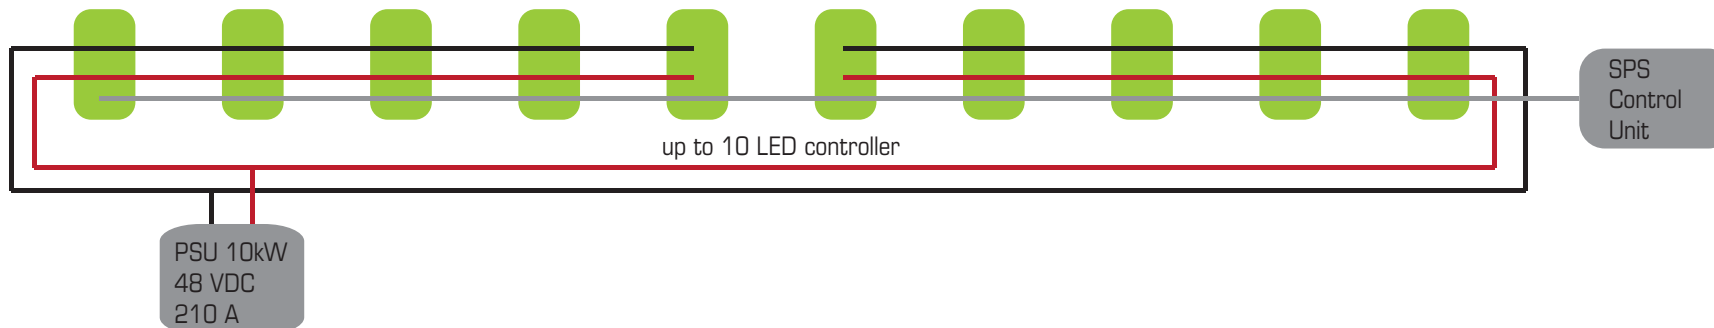 SPS
Control
Unit
up to 10 LED controller
PSU 10kW
48 VDC
210 A